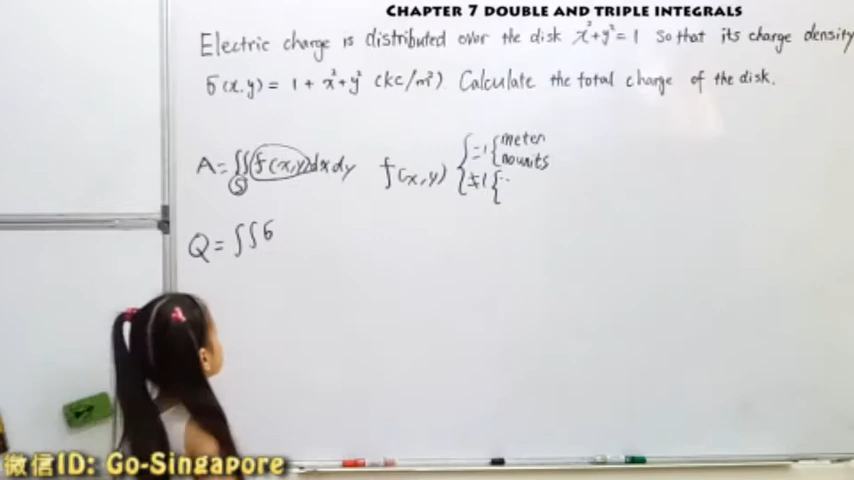 CHAPTER 7 DOUBLE AND TRIPLE INTEGRALS
Electric charge is distributed over the disk x²+y²=1 so that its charge density
σ(x,y) = 1 + x²+y² (kc/m²). Calculate the total charge of the disk.
A=∬(f(x,y))dxdy f(x,y) { =1 { meter
S no units
≠1 { ..
Q=∬σ
微信ID: Go-Singapore